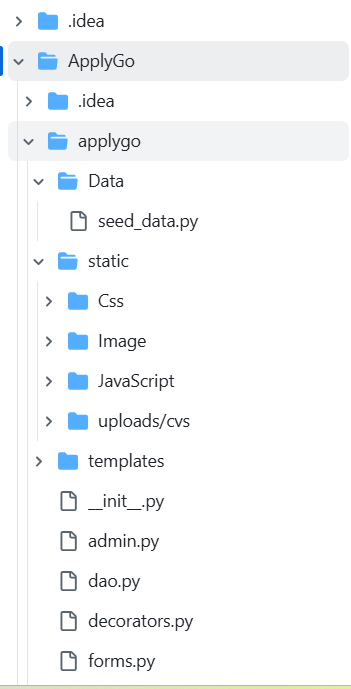 .idea
ApplyGo
.idea
applygo
Data
seed_data.py
static
Css
Image
JavaScript
uploads/cvs
templates
__init__.py
admin.py
dao.py
decorators.py
forms.py